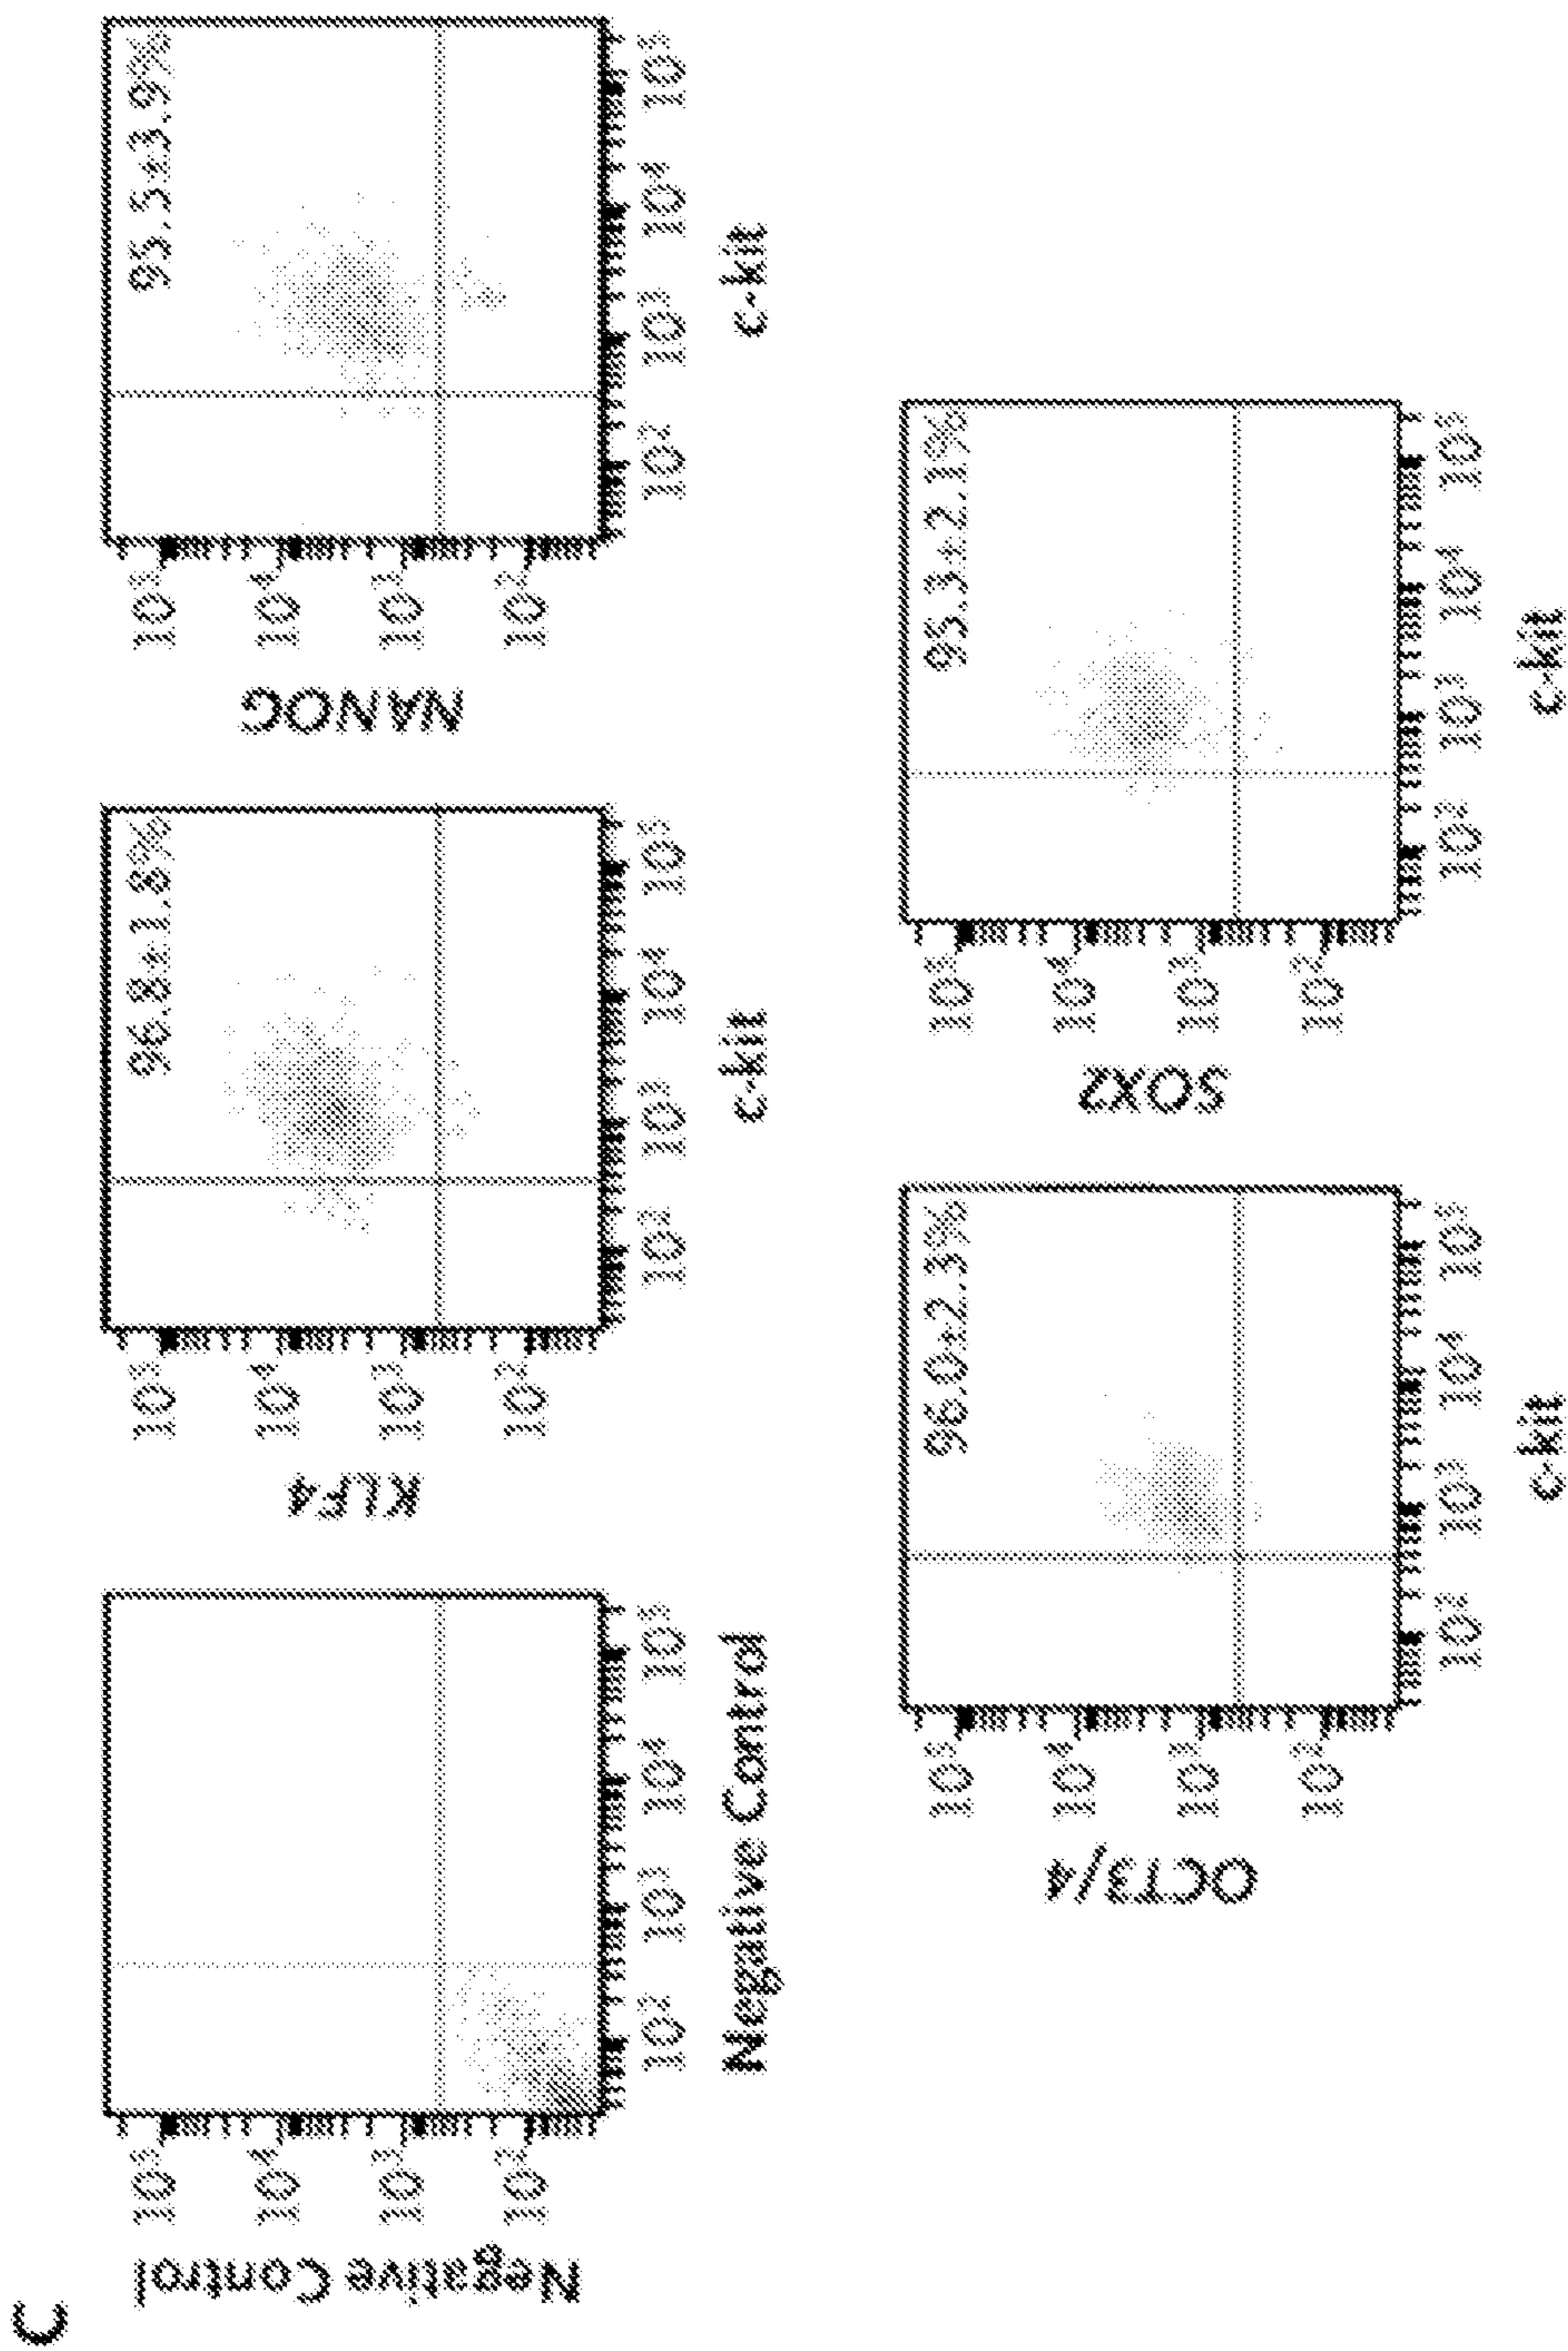 C
Negative Control
10⁵
10⁴
10³
10²
10² 10³ 10⁴ 10⁵
Negative Control
KLF4
10⁵
10⁴
10³
10²
96.8±1.8%
10² 10³ 10⁴ 10⁵
c-kit
NANOG
10⁵
10⁴
10³
10²
95.5±3.9%
10² 10³ 10⁴ 10⁵
c-kit
OCT3/4
10⁵
10⁴
10³
10²
96.0±2.3%
10² 10³ 10⁴ 10⁵
c-kit
SOX2
10⁵
10⁴
10³
10²
95.3±2.1%
10² 10³ 10⁴ 10⁵
c-kit